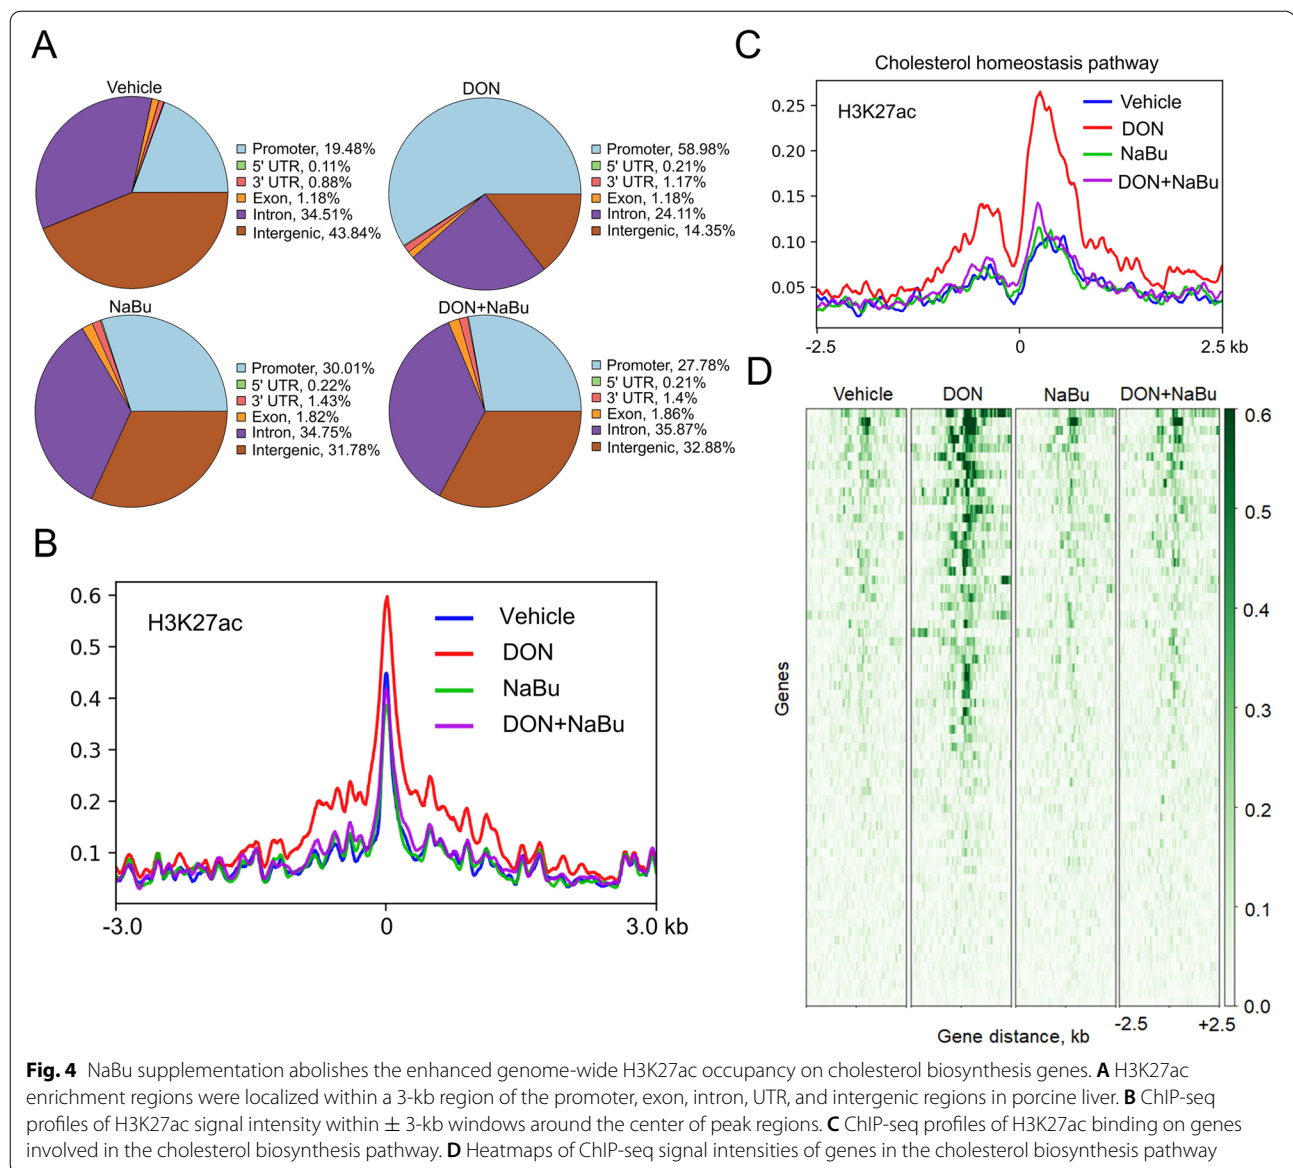 A
Vehicle
Promoter, 19.48%
5' UTR, 0.11%
3' UTR, 0.88%
Exon, 1.18%
Intron, 34.51%
Intergenic, 43.84%
DON
Promoter, 58.98%
5' UTR, 0.21%
3' UTR, 1.17%
Exon, 1.18%
Intron, 24.11%
Intergenic, 14.35%
NaBu
Promoter, 30.01%
5' UTR, 0.22%
3' UTR, 1.43%
Exon, 1.82%
Intron, 34.75%
Intergenic, 31.78%
DON+NaBu
Promoter, 27.78%
5' UTR, 0.21%
3' UTR, 1.4%
Exon, 1.86%
Intron, 35.87%
Intergenic, 32.88%
B
H3K27ac
Vehicle
DON
NaBu
DON+NaBu
0.6
0.5
0.4
0.3
0.2
0.1
-3.0 0 3.0 kb
C
Cholesterol homeostasis pathway
H3K27ac
Vehicle
DON
NaBu
DON+NaBu
0.25
0.20
0.15
0.10
0.05
-2.5 0 2.5 kb
D
Vehicle DON NaBu DON+NaBu
Genes
0.6
0.5
0.4
0.3
0.2
0.1
0.0
-2.5 +2.5
Gene distance, kb
Fig. 4 NaBu supplementation abolishes the enhanced genome-wide H3K27ac occupancy on cholesterol biosynthesis genes. A H3K27ac
enrichment regions were localized within a 3-kb region of the promoter, exon, intron, UTR, and intergenic regions in porcine liver. B ChIP-seq
profiles of H3K27ac signal intensity within ± 3-kb windows around the center of peak regions. C ChIP-seq profiles of H3K27ac binding on genes
involved in the cholesterol biosynthesis pathway. D Heatmaps of ChIP-seq signal intensities of genes in the cholesterol biosynthesis pathway